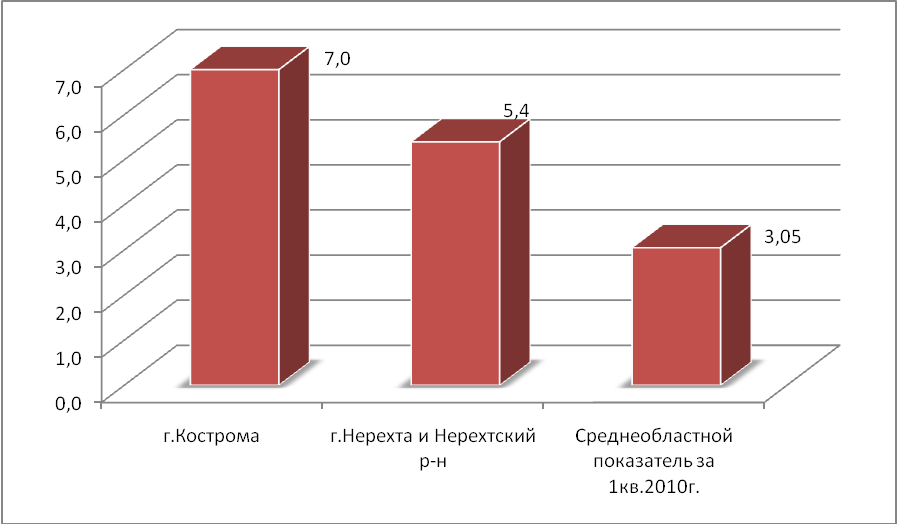 7,0
5,4
3,05
7,0
6,0
5,0
4,0
3,0
2,0
1,0
0,0
г.Кострома
г.Нерехта и Нерехтский
р-н
Среднеобластной
показатель за
1кв.2010г.